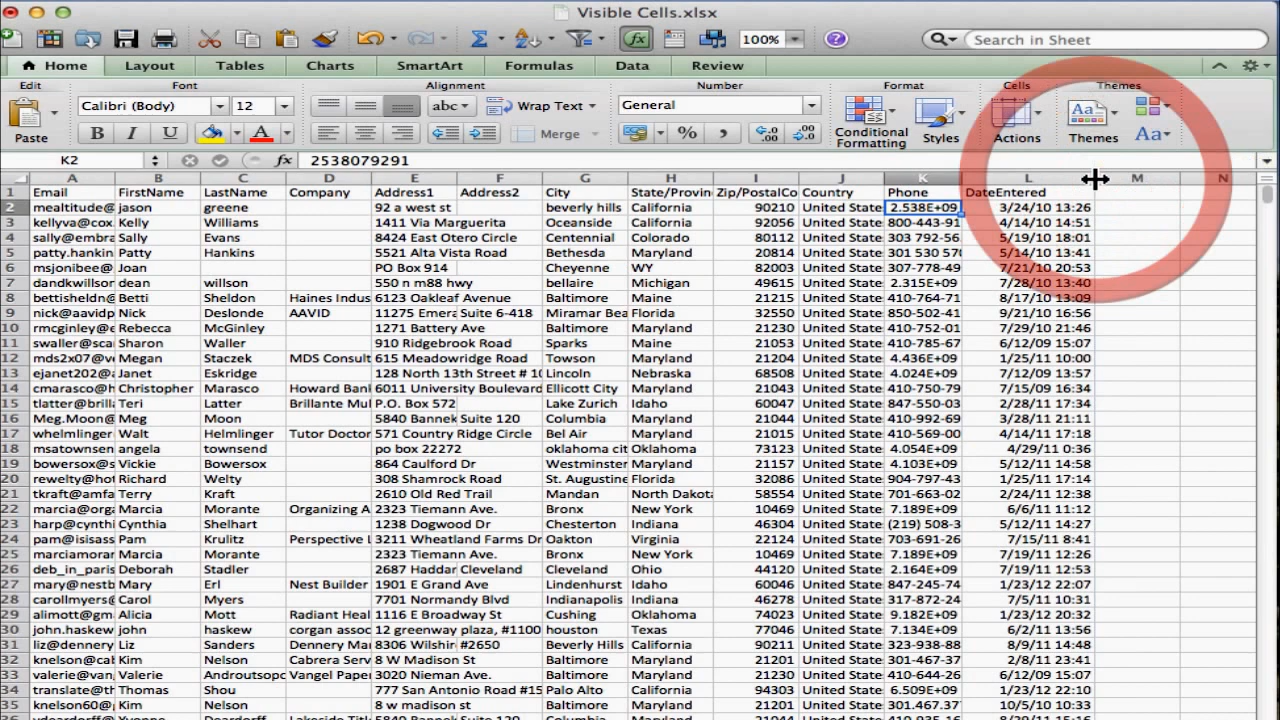 Visible Cells.xlsx
100% Search in Sheet
Home Layout Tables Charts SmartArt Formulas Data Review
Edit Font Alignment Number Format Cells Themes
Calibri (Body) 12 abc Wrap Text General
Paste B I U A Merge % Conditional Formatting Styles Actions Themes Aa
K2 fx 2538079291
A B C D E F G H I J K L M N
1 Email FirstName LastName Company Address1 Address2 City State/Provin Zip/PostalCo Country Phone DateEntered
2 mealtitude@ jason greene 92 a west st beverly hills California 90210 United State 2.538E+09 3/24/10 13:26
3 kellyva@cox. Kelly Williams 1411 Via Marguerita Oceanside California 92056 United State 800-443-91 4/14/10 14:51
4 sally@embra Sally Evans 8424 East Otero Circle Centennial Colorado 80112 United State 303 792-56 5/19/10 18:01
5 patty.hankin Patty Hankins 5521 Alta Vista Road Bethesda Maryland 20814 United State 301 530 570 5/14/10 13:41
6 msjonibee@ Joan PO Box 914 Cheyenne WY 82003 United State 307-778-49 7/21/10 20:53
7 dandkwillson dean willson 550 n m88 hwy bellaire Michigan 49615 United State 2.315E+09 7/28/10 13:40
8 bettisheldn@ Betti Sheldon Haines Indus 6123 Oakleaf Avenue Baltimore Maine 21215 United State 410-764-71 8/17/10 13:09
9 nick@aavidp Nick Deslonde AAVID 11275 Emera Suite 6-418 Miramar Bea Florida 32550 United State 850-502-41 9/21/10 16:56
10 rmcginley@e Rebecca McGinley 1271 Battery Ave Baltimore Maryland 21230 United State 410-752-01 7/29/10 21:46
11 swaller@scar Sharon Waller 910 Ridgebrook Road Sparks Maine 21053 United State 410-785-67 6/12/09 15:07
12 mds2x07@ve Megan Staczek MDS Consult 615 Meadowridge Road Towson Maryland 21204 United State 4.436E+09 1/25/11 10:00
13 ejanet202@a Janet Eskridge 128 North 13th Street # 10 Lincoln Nebraska 68508 United State 4.024E+09 7/12/09 13:57
14 cmarasco@h Christopher Marasco Howard Bank 6011 University Boulevard Ellicott City Maryland 21043 United State 410-750-79 7/15/09 16:34
15 tlatter@brilla Teri Latter Brillante Mul P.O. Box 572 Lake Zurich Idaho 60047 United State 847-550-03 2/28/11 17:34
16 Meg.Moon@ Meg Moon 5840 Bannek Suite 120 Columbia Maryland 21044 United State 410-992-69 3/28/11 21:11
17 whelmlinger Walt Helmlinger Tutor Doctor 571 Country Ridge Circle Bel Air Maryland 21015 United State 410-569-00 4/14/11 17:18
18 msatownsen angela townsend po box 22272 oklahoma cit Maryland 73123 United State 4.054E+09 4/29/11 0:36
19 bowersox@v Vickie Bowersox 864 Caulford Dr Westminster Maryland 21157 United State 4.103E+09 5/12/11 14:58
20 rewelty@hot Richard Welty 308 Shamrock Road St. Augustine Florida 32086 United State 904-797-43 1/25/11 17:14
21 tkraft@amfa Terry Kraft 2610 Old Red Trail Mandan North Dakota 58554 United State 701-663-02 2/24/11 12:38
22 marcia@orga Marcia Morante Organizing A 2323 Tiemann Ave. Bronx New York 10469 United State 7.189E+09 6/6/11 11:12
23 harp@cynthi Cynthia Shelhart 1238 Dogwood Dr Chesterton Indiana 46304 United State (219) 508-3 5/12/11 14:27
24 pam@isisass Pam Krulitz Perspective L 3211 Wheatland Farms Dr Oakton Virginia 22124 United State 703-691-26 7/15/11 8:41
25 marciamoran Marcia Morante 2323 Tiemann Ave. Bronx New York 10469 United State 7.189E+09 7/19/11 12:26
26 deb_in_paris Deborah Stadler 2687 Haddar Cleveland Cleveland Ohio 44120 United State 2.164E+09 7/19/11 12:53
27 mary@nestb Mary Erl Nest Builder 1901 E Grand Ave Lindenhurst Idaho 60046 United State 847-245-74 1/23/12 22:07
28 carollmyers@ Carol Myers 7701 Normandy Blvd Indianapolis Indiana 46278 United State 317-872-24 7/5/11 10:31
29 alimott@gm Alicia Mott Radiant Heal 1116 E Broadway St Cushing Oklahoma 74023 United State 9.182E+09 1/23/12 20:32
30 john.haskew john haskew corgan assoc 12 greenway plaza, #1100 houston Texas 77046 United State 7.134E+09 6/2/11 13:56
31 liz@dennery Liz Sanders Dennery Mar 8306 Wilshire #2650 Beverly Hills California 90211 United State 323-938-88 8/9/11 14:48
32 knelson@cab Kim Nelson Cabrera Serv 8 W Madison St Baltimore Maryland 21201 United State 301-467-37 2/8/11 23:41
33 valerie@van Valerie Androutsopo Vangel Paper 3020 Nieman Ave. Baltimore Maryland 21230 United State 410-644-26 1/6/12 15:07
34 translate@th Thomas Shou 777 San Antonio Road #15 Palo Alto California 94303 United State 6.509E+09 1/23/12 22:10
35 knelson60@g Kim Nelson 8 w madison st Baltimore Maryland 21201 United State 301.467.37 10/5/10 10:33